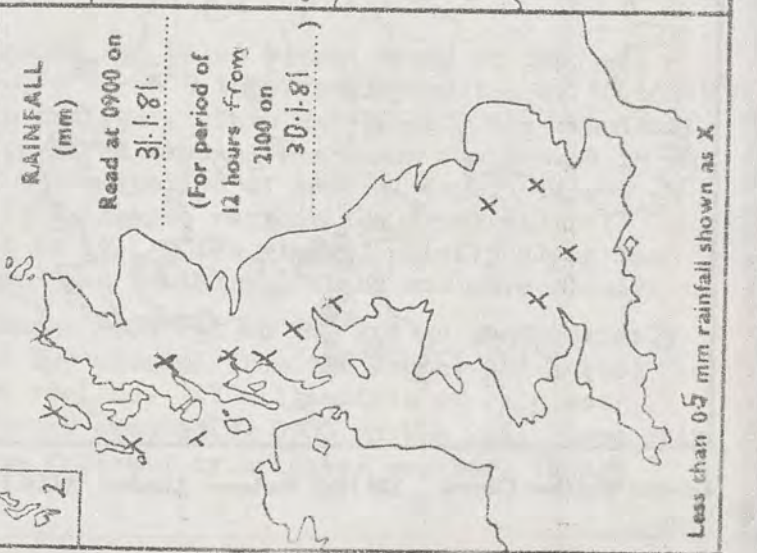 RAINFALL
(mm)
Read at 0900 on
31.1.81
(For period of
12 hours from
2100 on
30.1.81)
2
X
X
X
X
X
X
X
X
X
X
X
X
X
X
Less than 0.5 mm rainfall shown as X